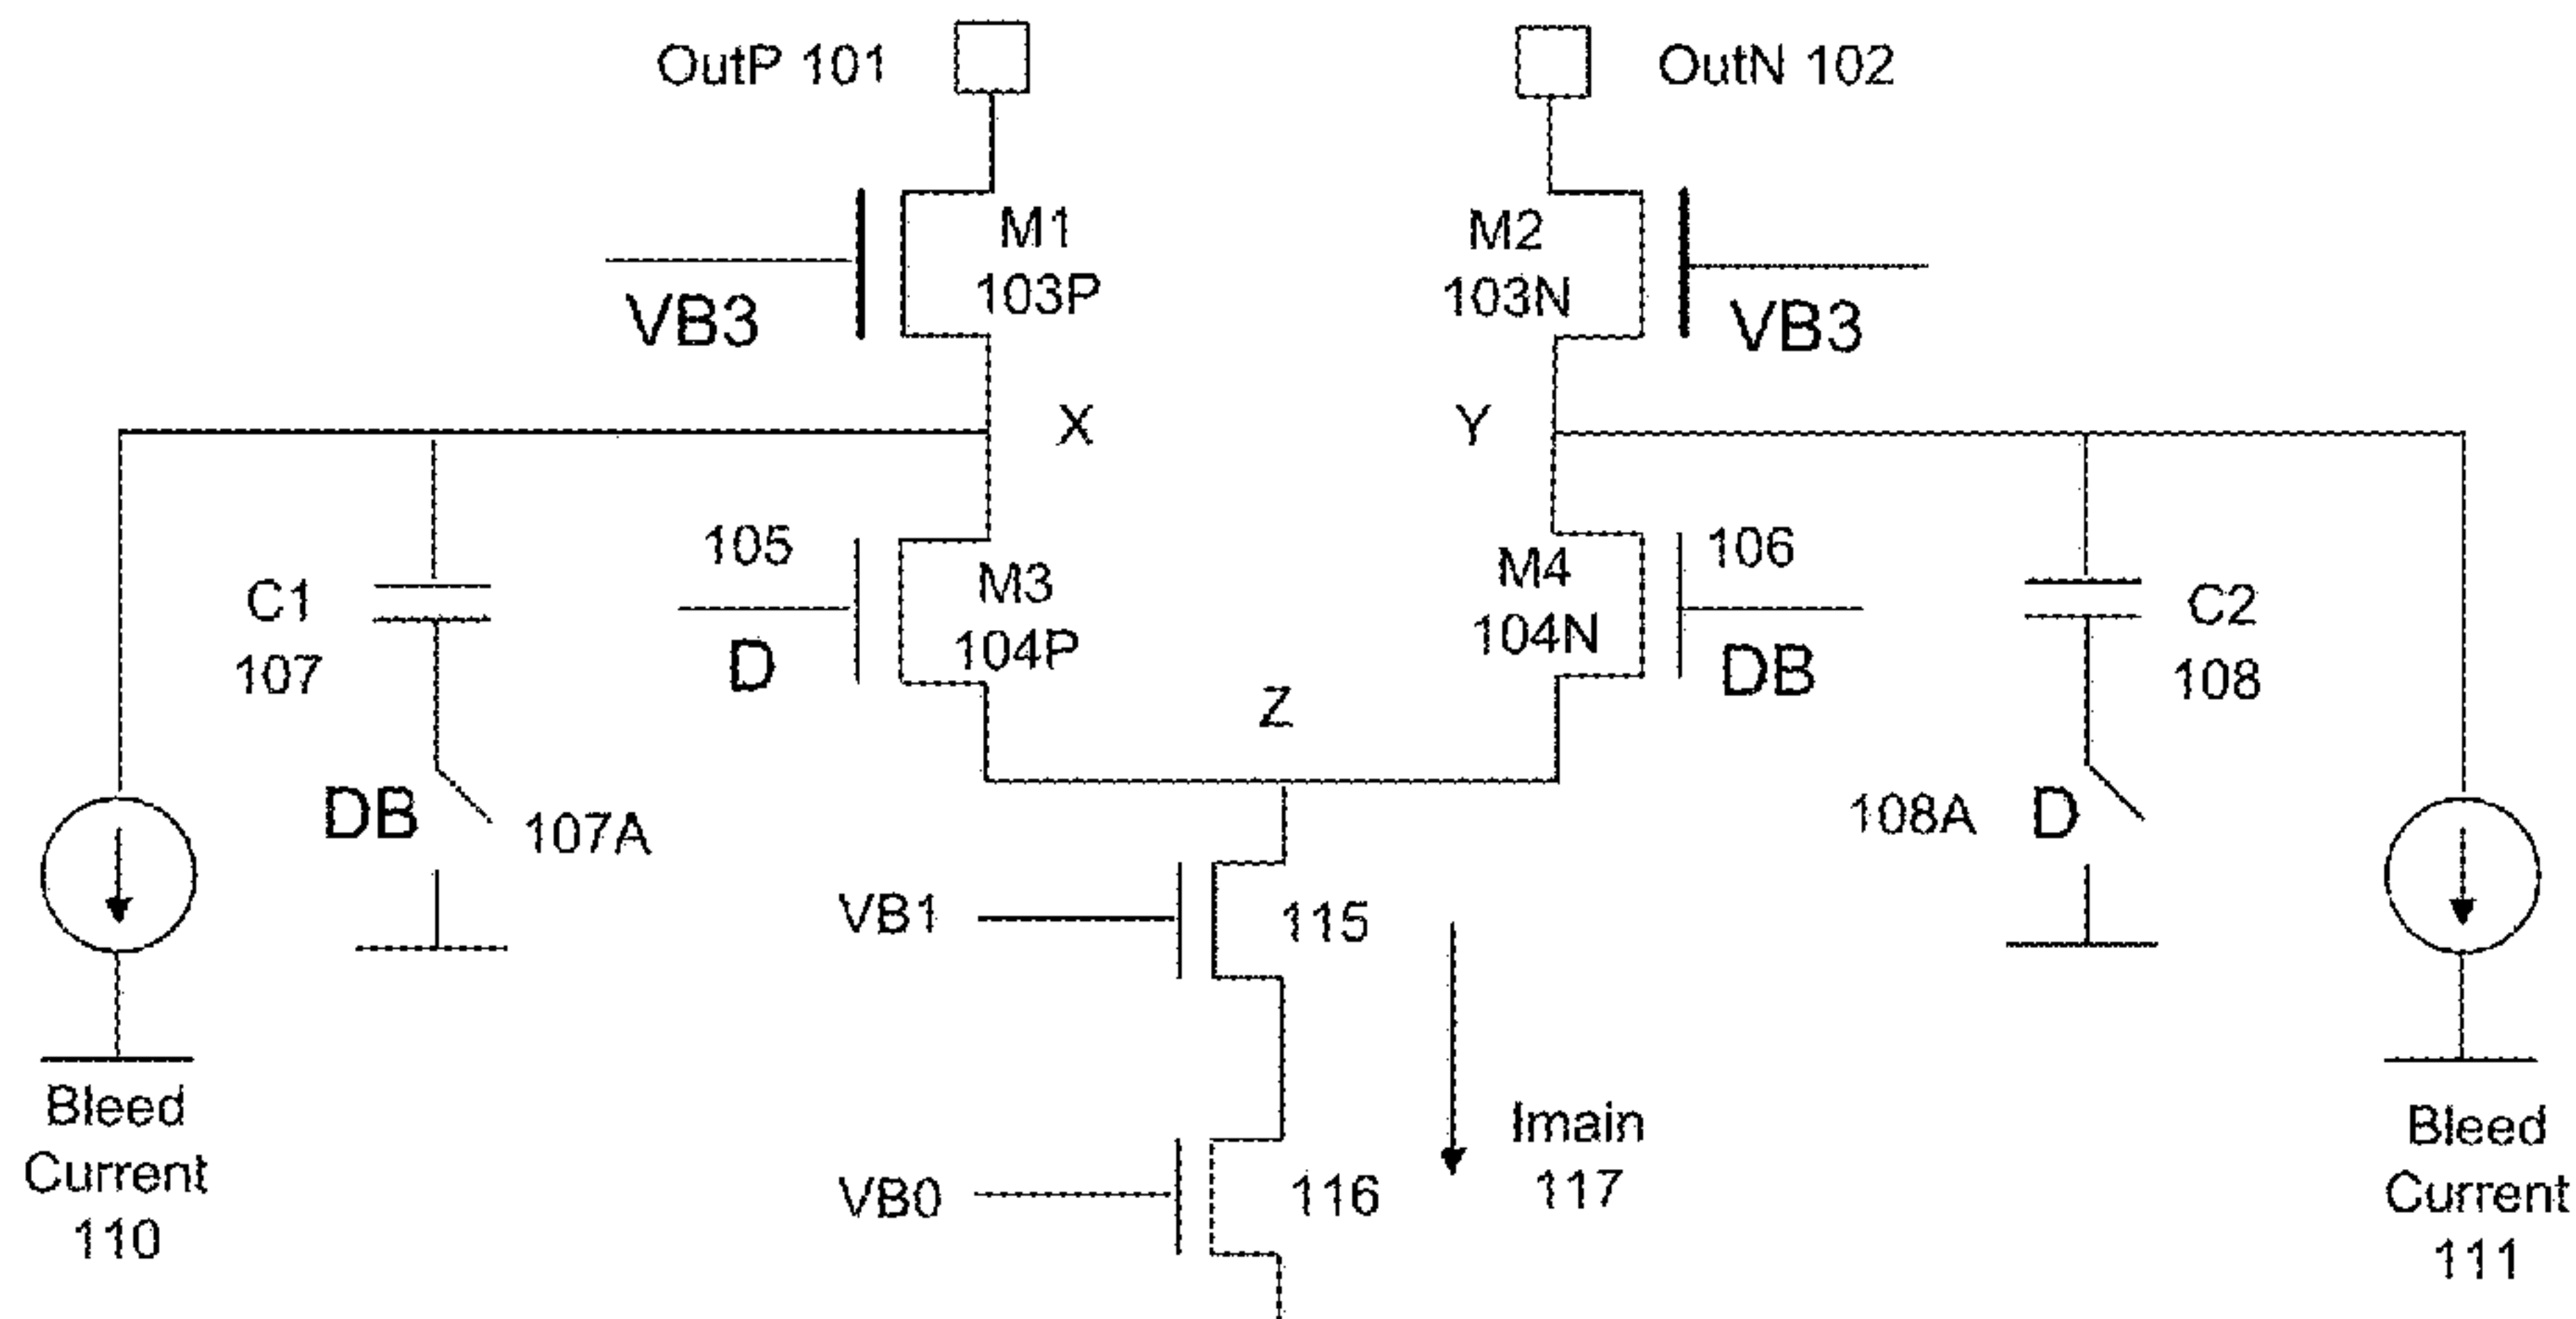 OutP 101
OutN 102
M1
103P
M2
103N
VB3
VB3
X
Y
105
106
C1
107
M3
104P
M4
104N
C2
108
D
DB
Z
DB
107A
108A
D
VB1
115
Bleed
Current
110
Imain
117
Bleed
Current
111
VB0
116